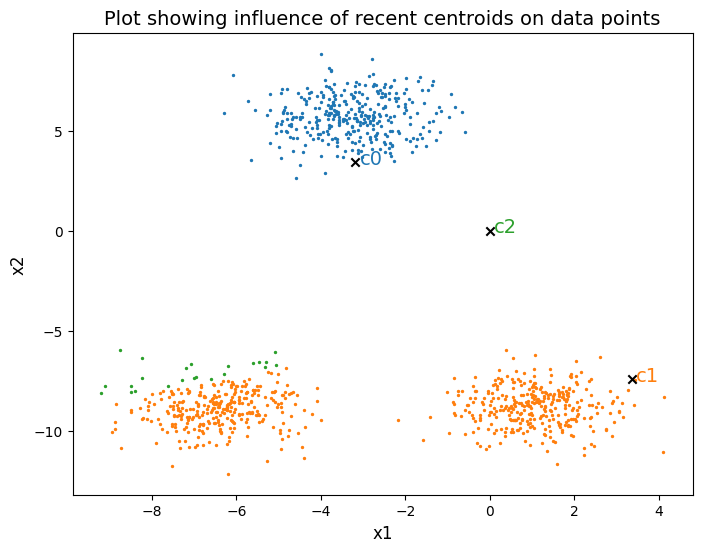 Plot showing influence of recent centroids on data points
5
c0
0
c2
x2
−5
c1
−10
−8
−6
−4
−2
0
2
4
x1